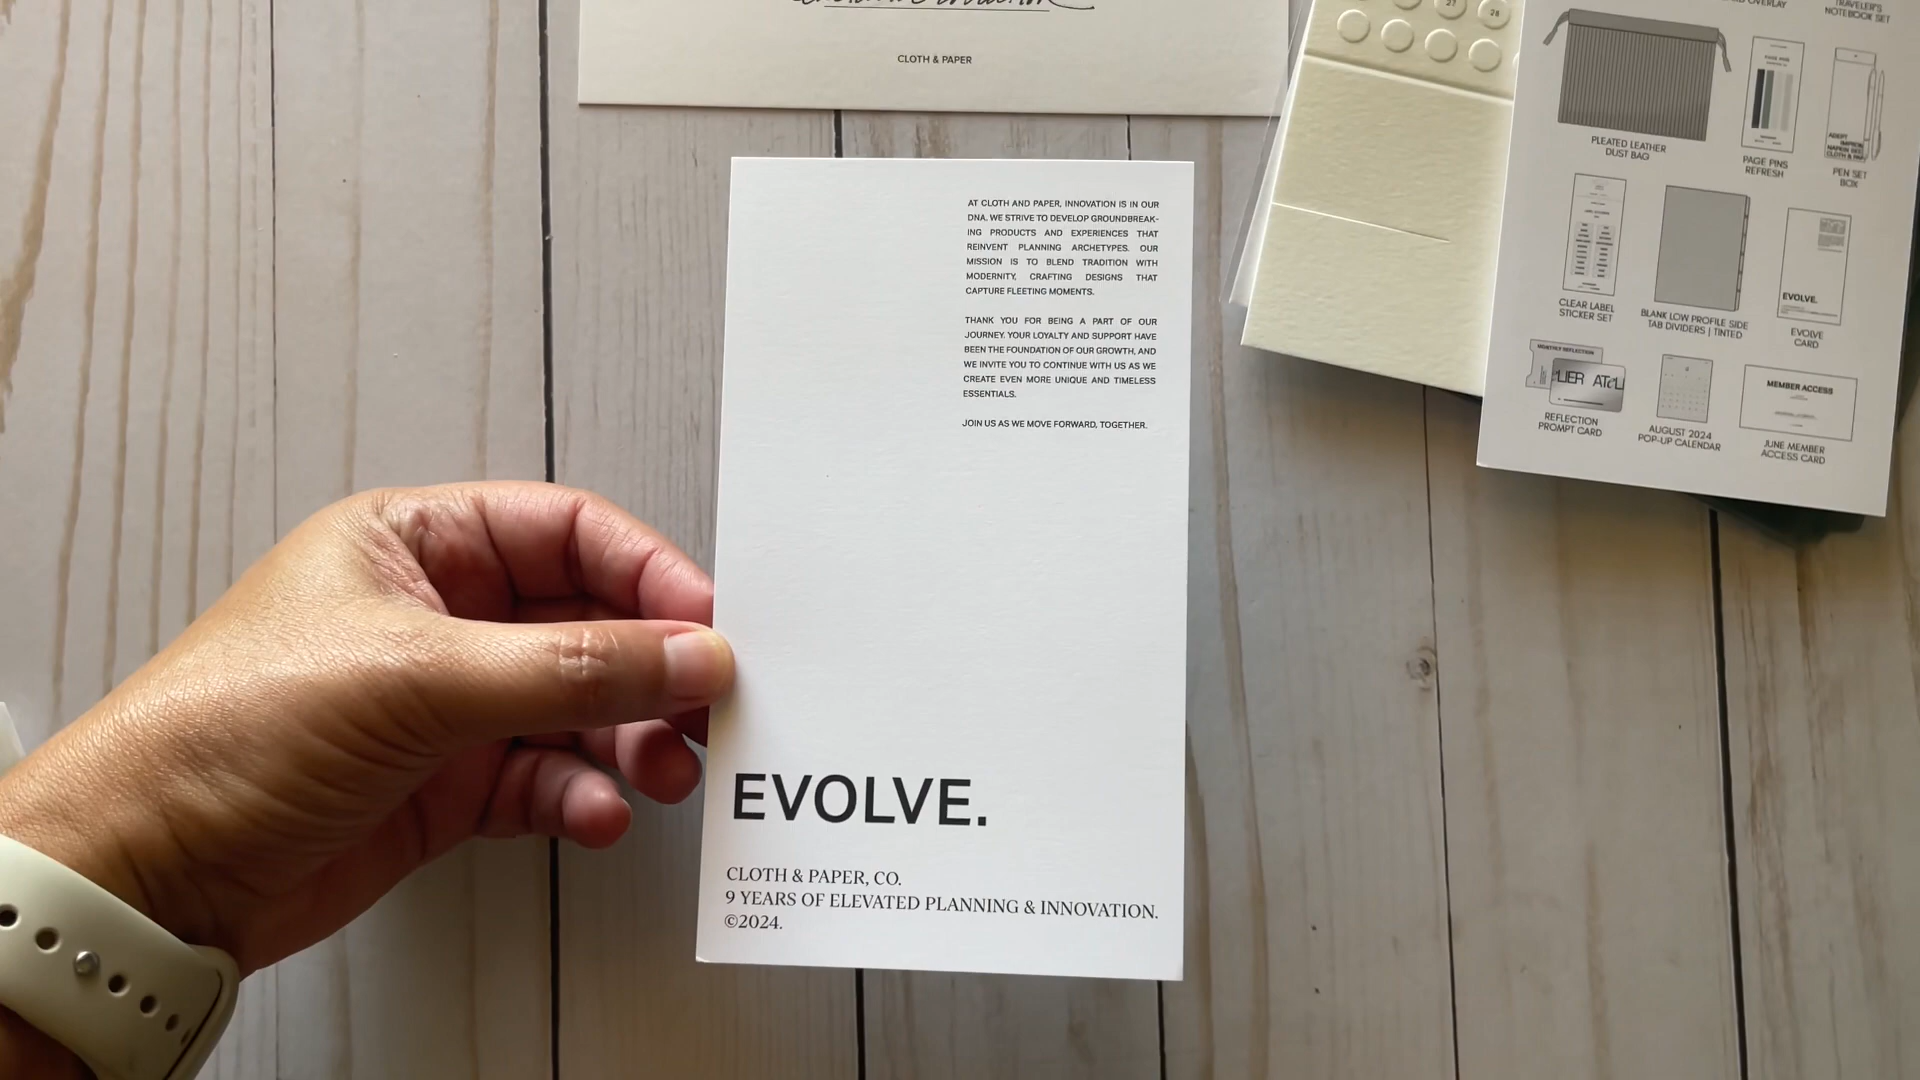 CLOTH & PAPER
AT CLOTH AND PAPER, INNOVATION IS IN OUR
DNA. WE STRIVE TO DEVELOP GROUNDBREAK-
ING PRODUCTS AND EXPERIENCES THAT
REINVENT PLANNING ARCHETYPES. OUR
MISSION IS TO BLEND TRADITION WITH
MODERNITY, CRAFTING DESIGNS THAT
CAPTURE FLEETING MOMENTS.
THANK YOU FOR BEING A PART OF OUR
JOURNEY. YOUR LOYALTY AND SUPPORT HAVE
BEEN THE FOUNDATION OF OUR GROWTH, AND
WE INVITE YOU TO CONTINUE WITH US AS WE
CREATE EVEN MORE UNIQUE AND TIMELESS
ESSENTIALS.
JOIN US AS WE MOVE FORWARD, TOGETHER.
EVOLVE.
CLOTH & PAPER, CO.
9 YEARS OF ELEVATED PLANNING & INNOVATION.
©2024.
27
28
OVERLAY
TRAVELER'S
NOTEBOOK SET
PLEATED LEATHER
DUST BAG
PAGE PINS
REFRESH
PEN SET
BOX
CLEAR LABEL
STICKER SET
BLANK LOW PROFILE SIDE
TAB DIVIDERS | TINTED
EVOLVE.
EVOLVE
CARD
MONTHLY REFLECTION
REFLECTION
PROMPT CARD
AUGUST 2024
POP-UP CALENDAR
MEMBER ACCESS
JUNE MEMBER
ACCESS CARD